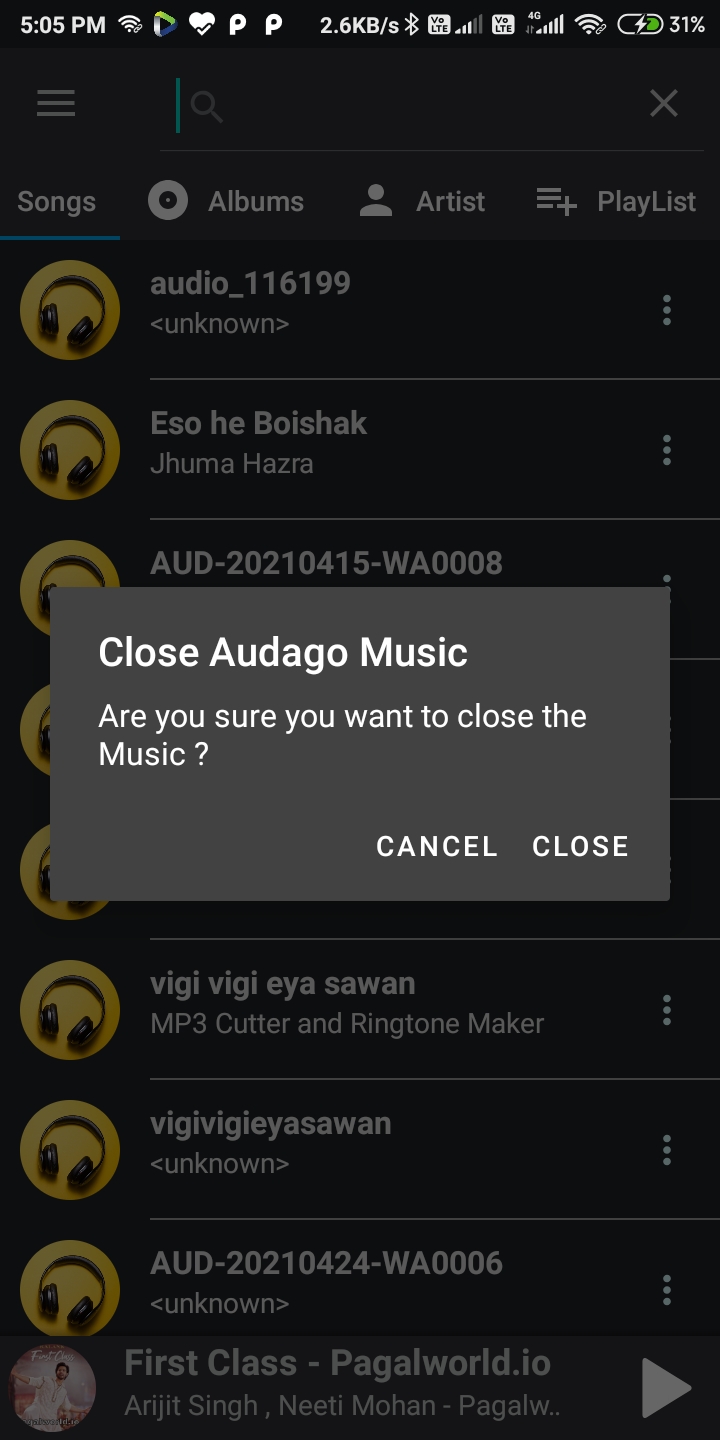 5:05 PM 2.6KB/s Vo LTE Vo LTE 4G 31%
Songs Albums Artist PlayList
audio_116199
<unknown>
Eso he Boishak
Jhuma Hazra
AUD-20210415-WA0008
Close Audago Music
Are you sure you want to close the
Music ?
CANCEL CLOSE
vigi vigi eya sawan
MP3 Cutter and Ringtone Maker
vigivigieyasawan
<unknown>
AUD-20210424-WA0006
<unknown>
First Class
First Class - Pagalworld.io
Arijit Singh , Neeti Mohan - Pagalw..